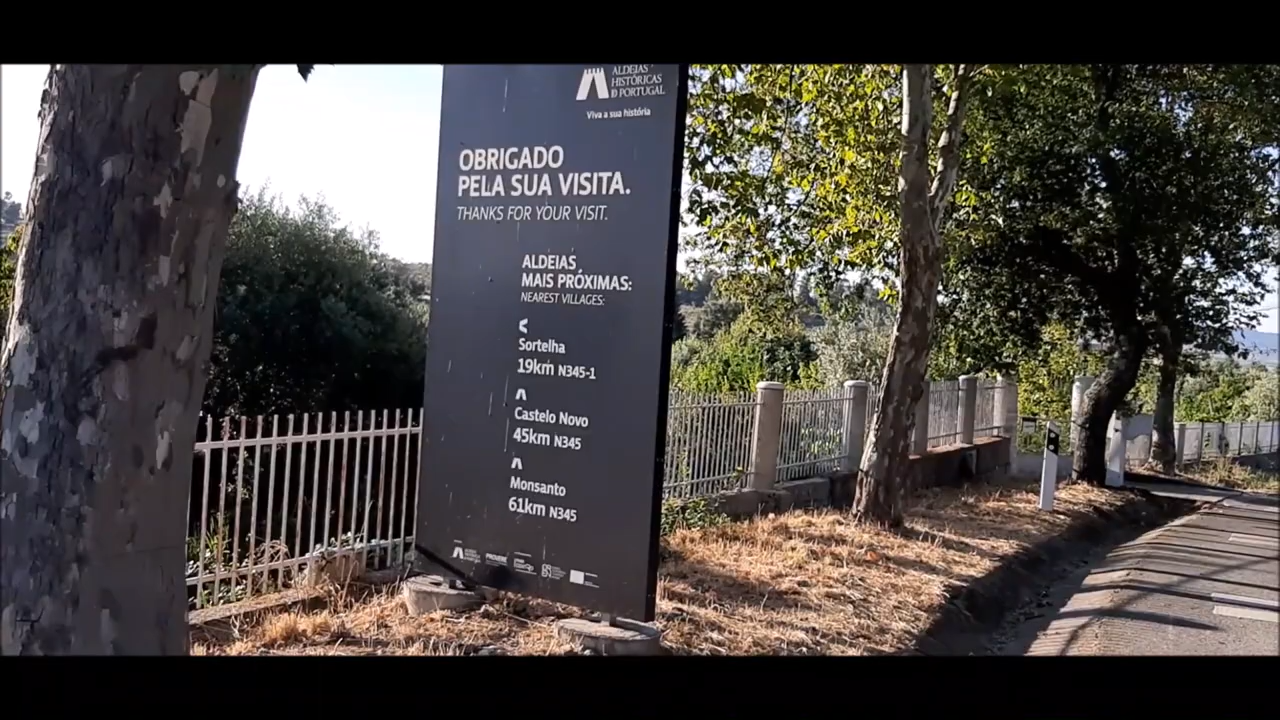 ALDEIAS
HISTÓRICAS
DE PORTUGAL
Viva a sua história
OBRIGADO
PELA SUA VISITA.
THANKS FOR YOUR VISIT.
ALDEIAS
MAIS PRÓXIMAS:
NEAREST VILLAGES:
<
Sortelha
19km N345-1
Castelo Novo
45km N345
Monsanto
61km N345
PROVERE